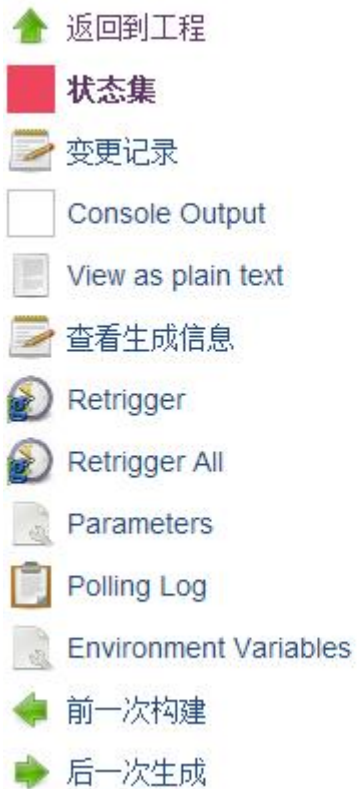 返回到工程
状态集
变更记录
Console Output
View as plain text
查看生成信息
Retrigger
Retrigger All
Parameters
Polling Log
Environment Variables
前一次构建
后一次生成